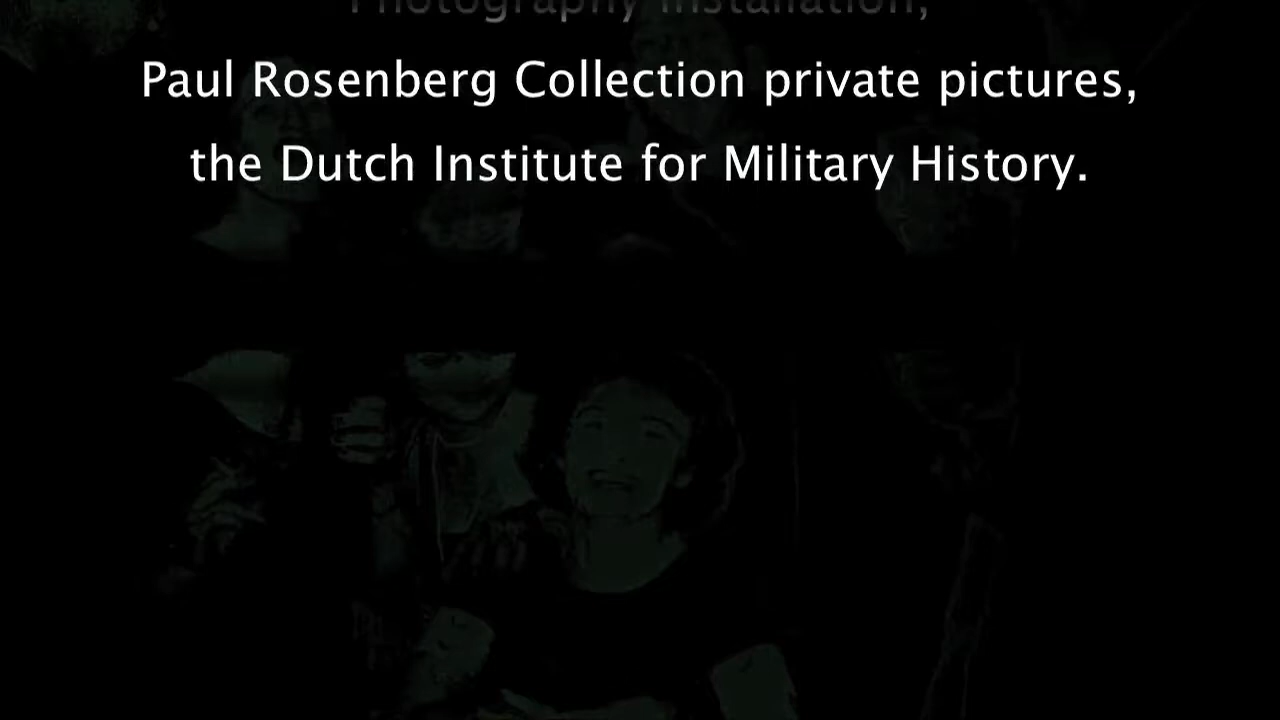 Photography Installation,
Paul Rosenberg Collection private pictures,
the Dutch Institute for Military History.